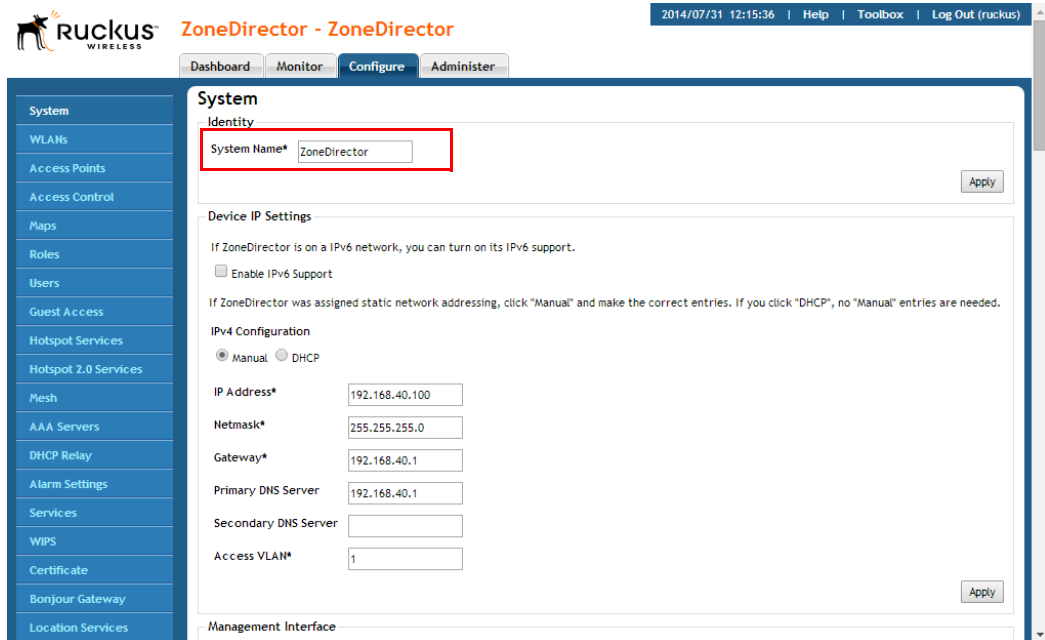 2014/07/31 12:15:36 | Help | Toolbox | Log Out (ruckus)
RUCKUS
WIRELESS
ZoneDirector - ZoneDirector
Dashboard
Monitor
Configure
Administer
System
WLANs
Access Points
Access Control
Maps
Roles
Users
Guest Access
Hotspot Services
Hotspot 2.0 Services
Mesh
AAA Servers
DHCP Relay
Alarm Settings
Services
WIPS
Certificate
Bonjour Gateway
Location Services
System
Identity
System Name* ZoneDirector
Apply
Device IP Settings
If ZoneDirector is on a IPv6 network, you can turn on its IPv6 support.
Enable IPv6 Support
If ZoneDirector was assigned static network addressing, click "Manual" and make the correct entries. If you click "DHCP", no "Manual" entries are needed.
IPv4 Configuration
Manual DHCP
IP Address* 192.168.40.100
Netmask* 255.255.255.0
Gateway* 192.168.40.1
Primary DNS Server 192.168.40.1
Secondary DNS Server
Access VLAN* 1
Apply
Management Interface